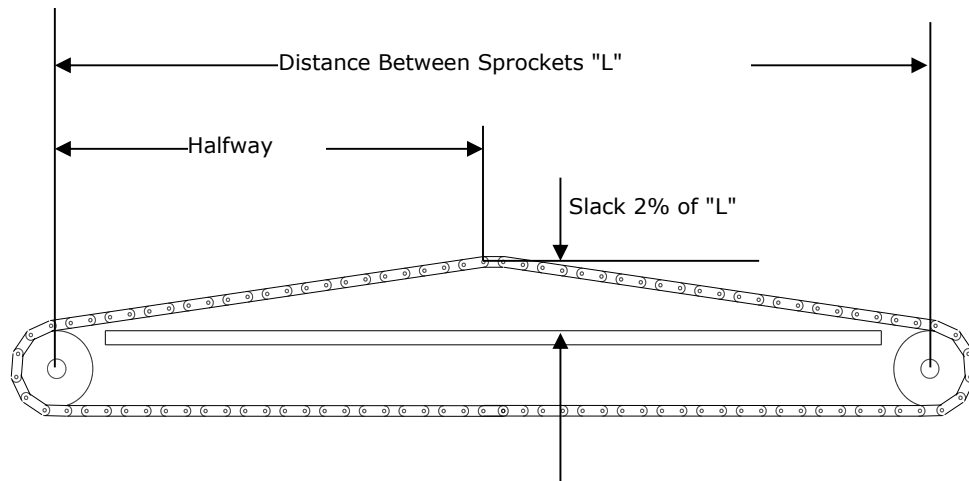 Distance Between Sprockets "L"
Halfway
Slack 2% of "L"